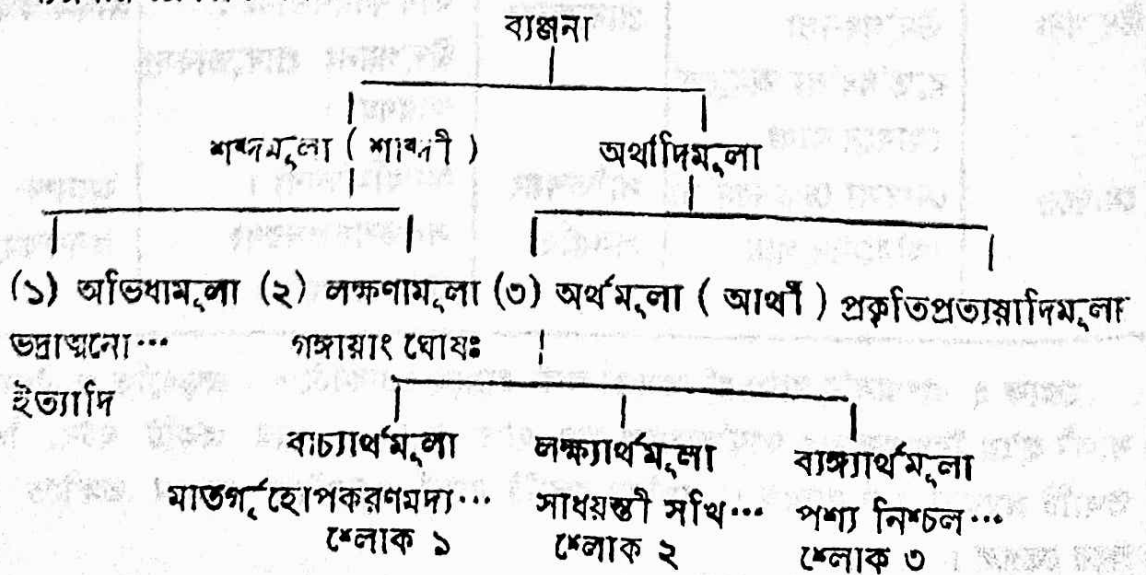 ব্যঞ্জনা
শব্দমূলা ( শাব্দী ) অর্থাদিমূলা
(১) অভিধামূলা (২) লক্ষণামূলা (৩) অর্থমূলা ( আর্থী ) প্রকৃতিপ্রত্যয়াদিমূলা
ভদ্রাত্মনো… গঙ্গায়াং ঘোষঃ
ইত্যাদি
বাচ্যার্থমূলা লক্ষ্যার্থমূলা ব্যঙ্গ্যার্থমূলা
মাতর্গৃহোপকরণমদ্য… সাধয়ন্তী সখি… পশ্য নিশ্চল…
শ্লোক ১ শ্লোক ২ শ্লোক ৩